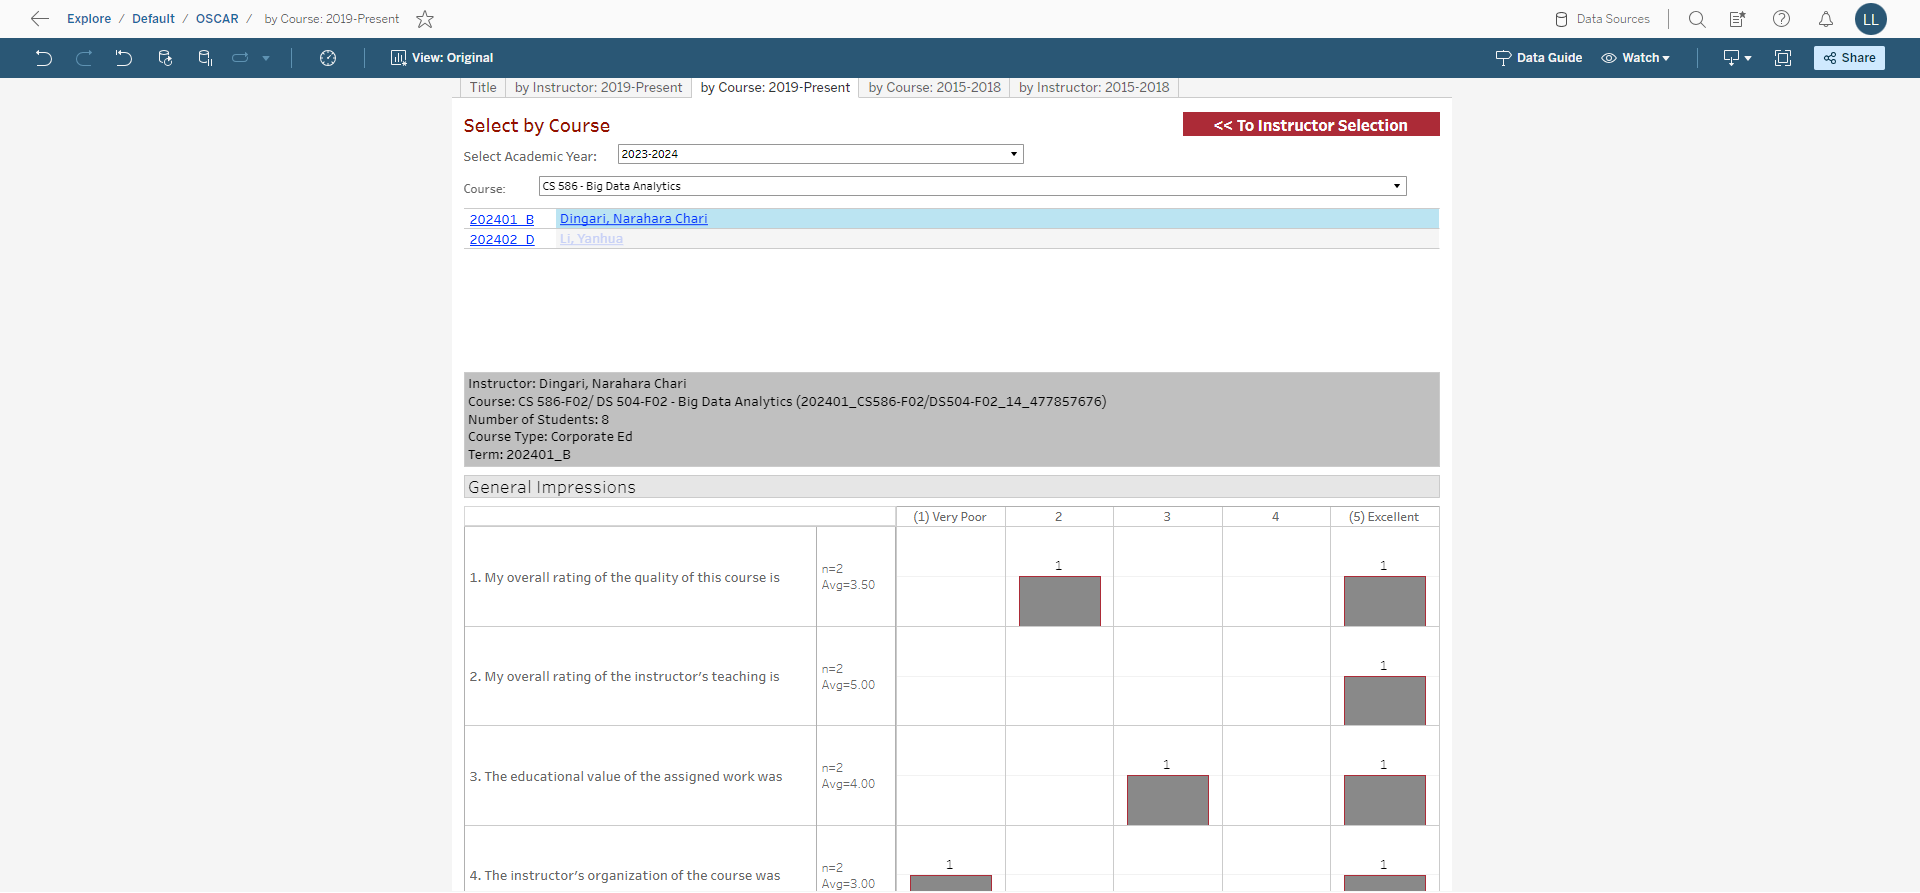 Explore / Default / OSCAR / by Course: 2019-Present
Data Sources
LL
View: Original
Data Guide
Watch
Share
Title
by Instructor: 2019-Present
by Course: 2019-Present
by Course: 2015-2018
by Instructor: 2015-2018
Select by Course
<< To Instructor Selection
Select Academic Year:
2023-2024
Course:
CS 586 - Big Data Analytics
202401_B
Dingari, Narahara Chari
202402_D
Li, Yanhua
Instructor: Dingari, Narahara Chari
Course: CS 586-F02/ DS 504-F02 - Big Data Analytics (202401_CS586-F02/DS504-F02_14_477857676)
Number of Students: 8
Course Type: Corporate Ed
Term: 202401_B
General Impressions
(1) Very Poor
2
3
4
(5) Excellent
1. My overall rating of the quality of this course is
n=2
Avg=3.50
1
1
2. My overall rating of the instructor's teaching is
n=2
Avg=5.00
1
3. The educational value of the assigned work was
n=2
Avg=4.00
1
1
4. The instructor's organization of the course was
n=2
Avg=3.00
1
1